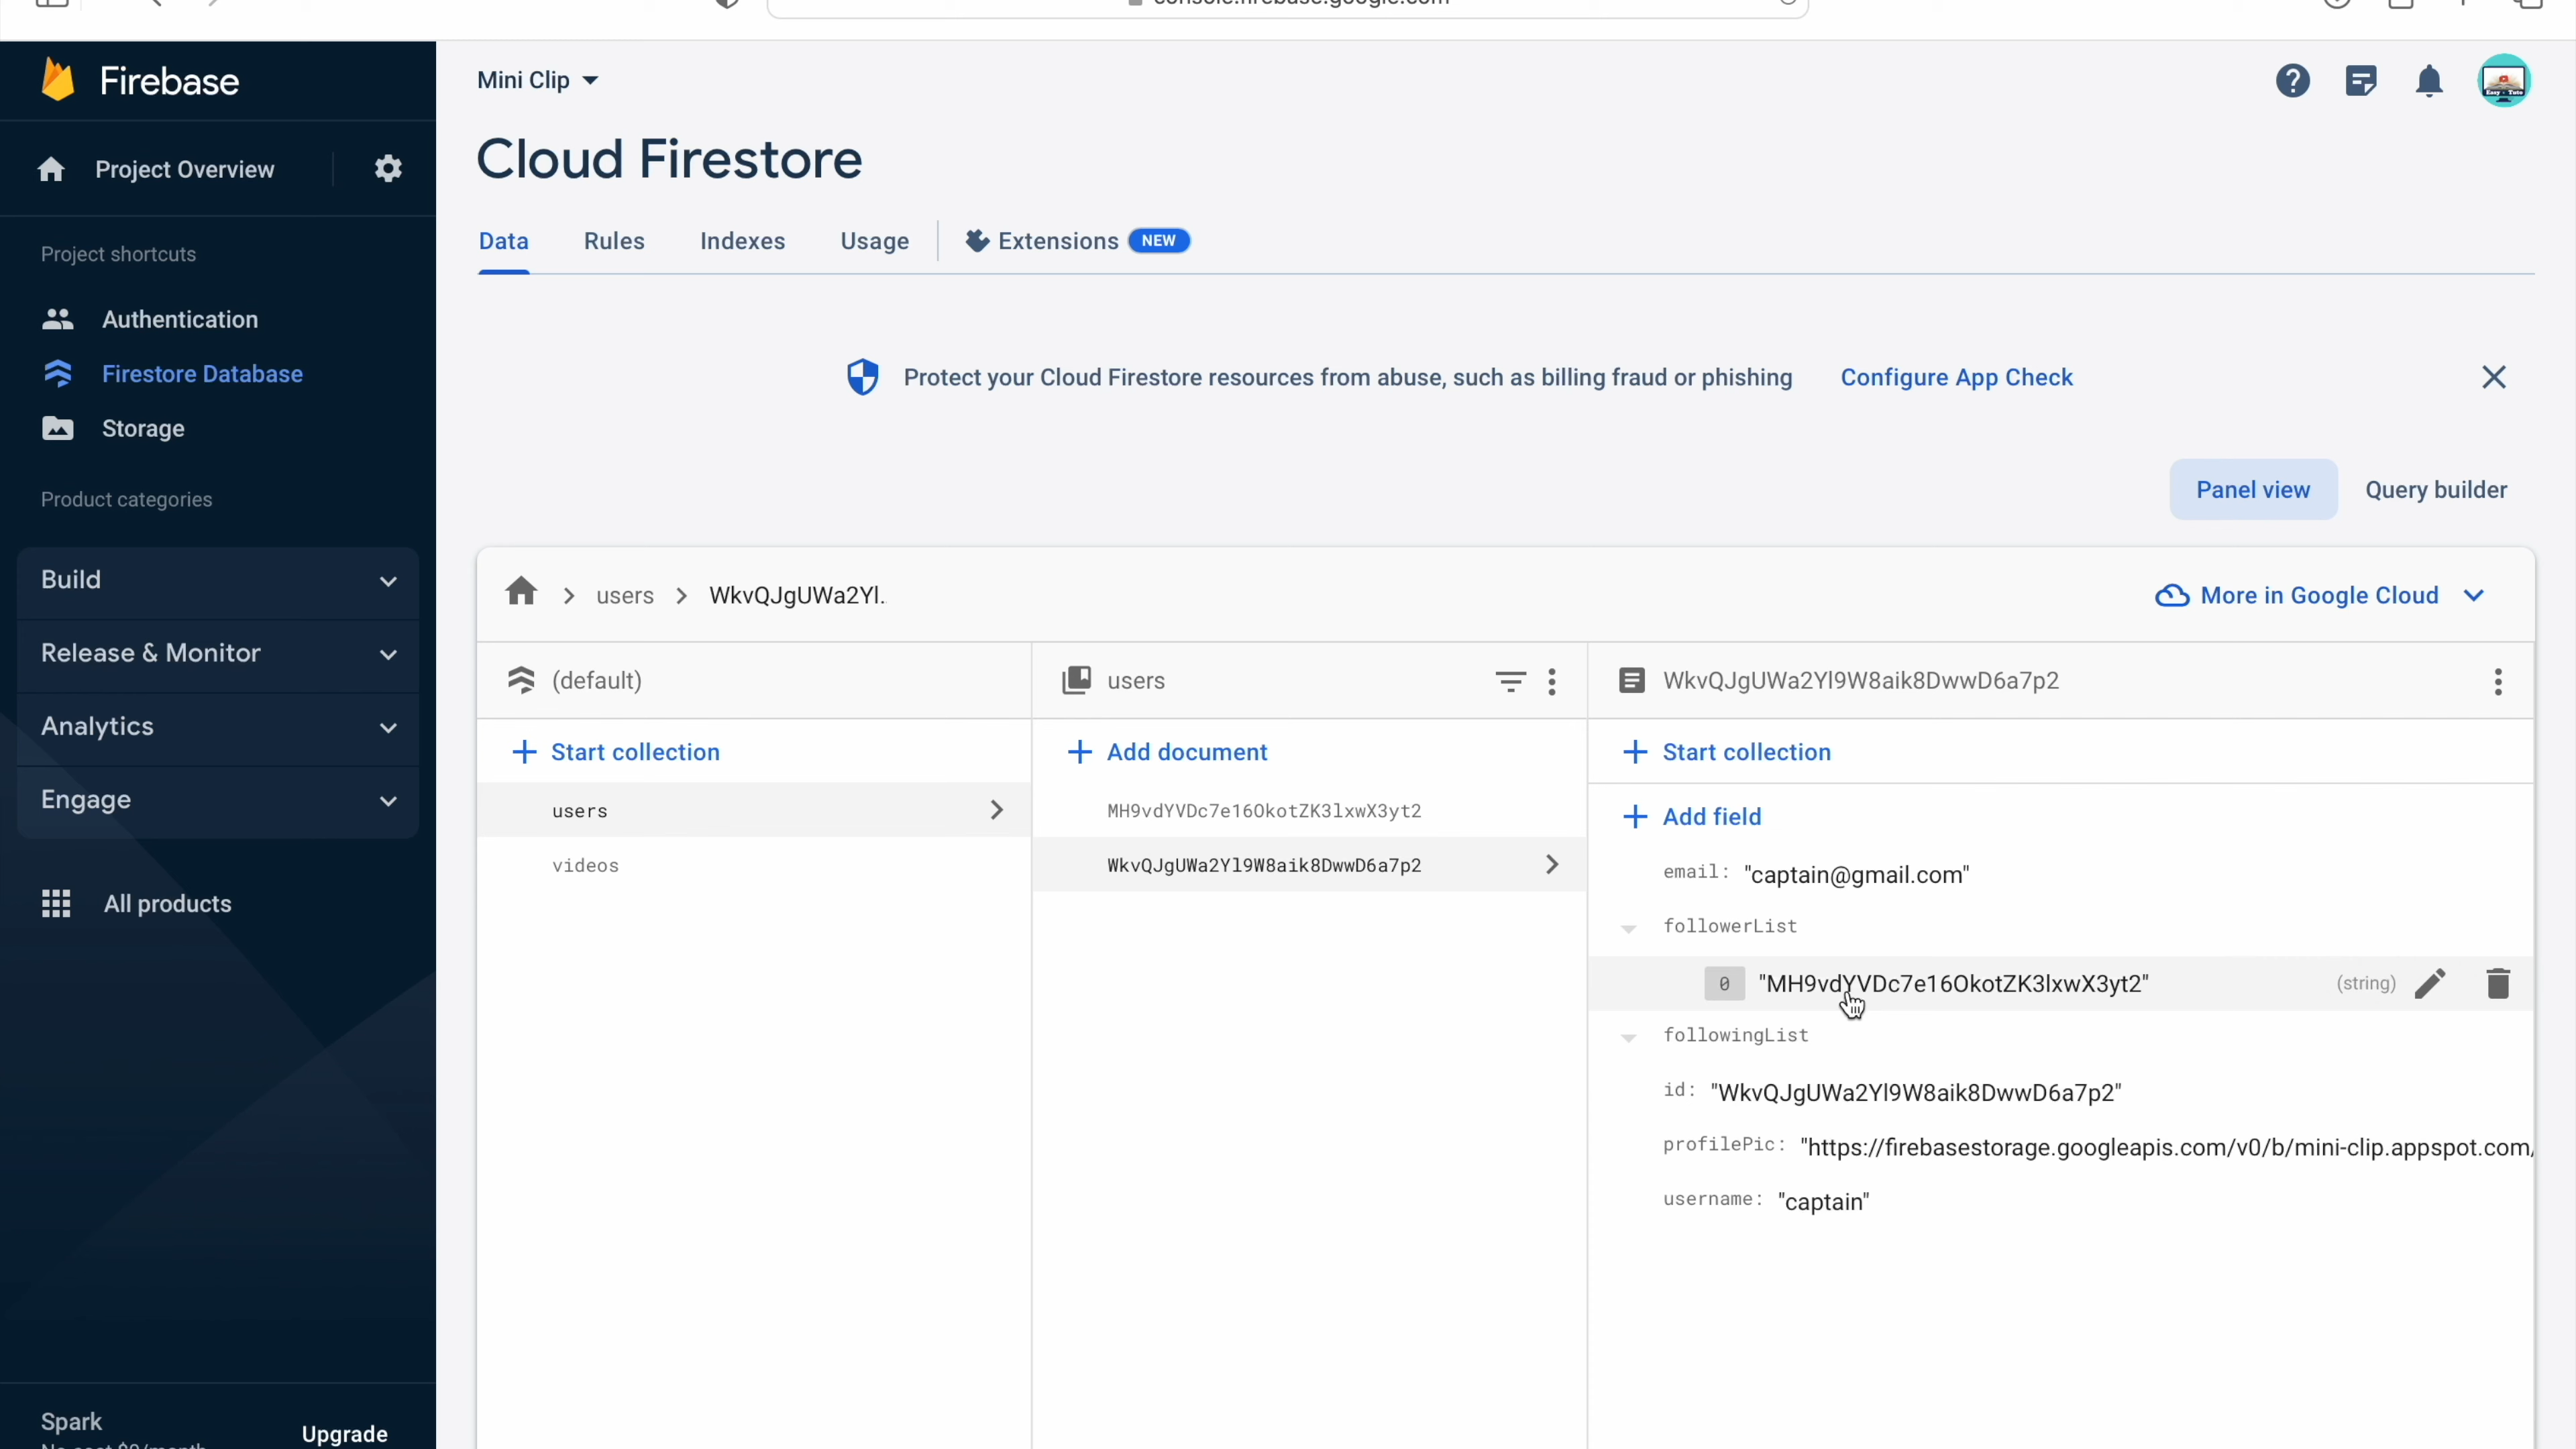 Firebase
Mini Clip
Project Overview
Cloud Firestore
Data
Rules
Indexes
Usage
Extensions
NEW
Project shortcuts
Authentication
Firestore Database
Storage
Protect your Cloud Firestore resources from abuse, such as billing fraud or phishing
Configure App Check
Panel view
Query builder
Product categories
Build
Release & Monitor
Analytics
Engage
All products
users
WkvQJgUWa2Yl.
More in Google Cloud
(default)
users
WkvQJgUWa2Yl9W8aik8DwwD6a7p2
Start collection
Add document
Start collection
users
videos
MH9vdYVDc7e16OkotZK3lxwX3yt2
WkvQJgUWa2Yl9W8aik8DwwD6a7p2
Add field
email: "captain@gmail.com"
followerList
0 "MH9vdYVDc7e16OkotZK3lxwX3yt2" (string)
followingList
id: "WkvQJgUWa2Yl9W8aik8DwwD6a7p2"
profilePic: "https://firebasestorage.googleapis.com/v0/b/mini-clip.appspot.com/
username: "captain"
Spark
Upgrade